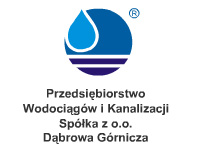 ®
Przedsiębiorstwo
Wodociągów i Kanalizacji
Spółka z o.o.
Dąbrowa Górnicza